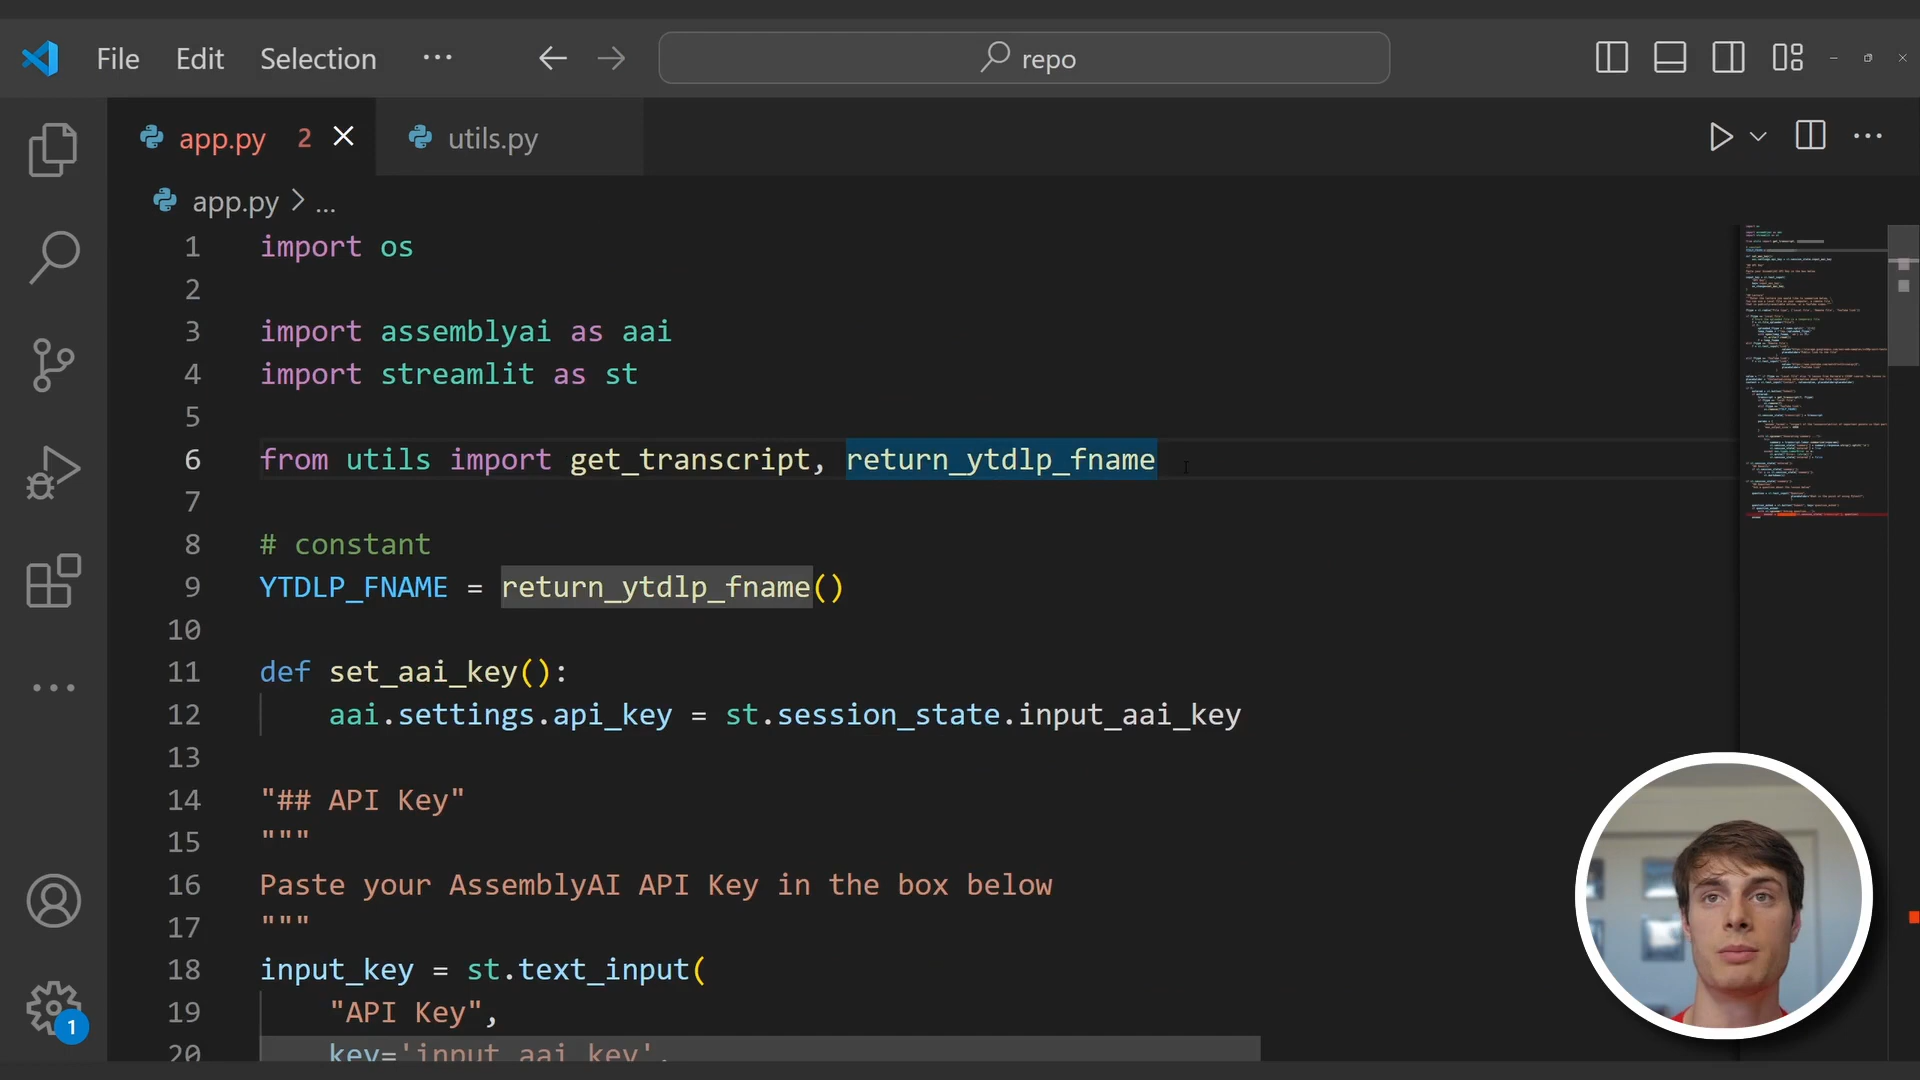 File Edit Selection ··· repo
app.py 2 utils.py
app.py > ...
1 import os
2
3 import assemblyai as aai
4 import streamlit as st
5
6 from utils import get_transcript, return_ytdlp_fname
7
8 # constant
9 YTDLP_FNAME = return_ytdlp_fname()
10
11 def set_aai_key():
12 aai.settings.api_key = st.session_state.input_aai_key
13
14 "## API Key"
15 """
16 Paste your AssemblyAI API Key in the box below
17 """
18 input_key = st.text_input(
19 "API Key",
20 key='input_aai_key',
1